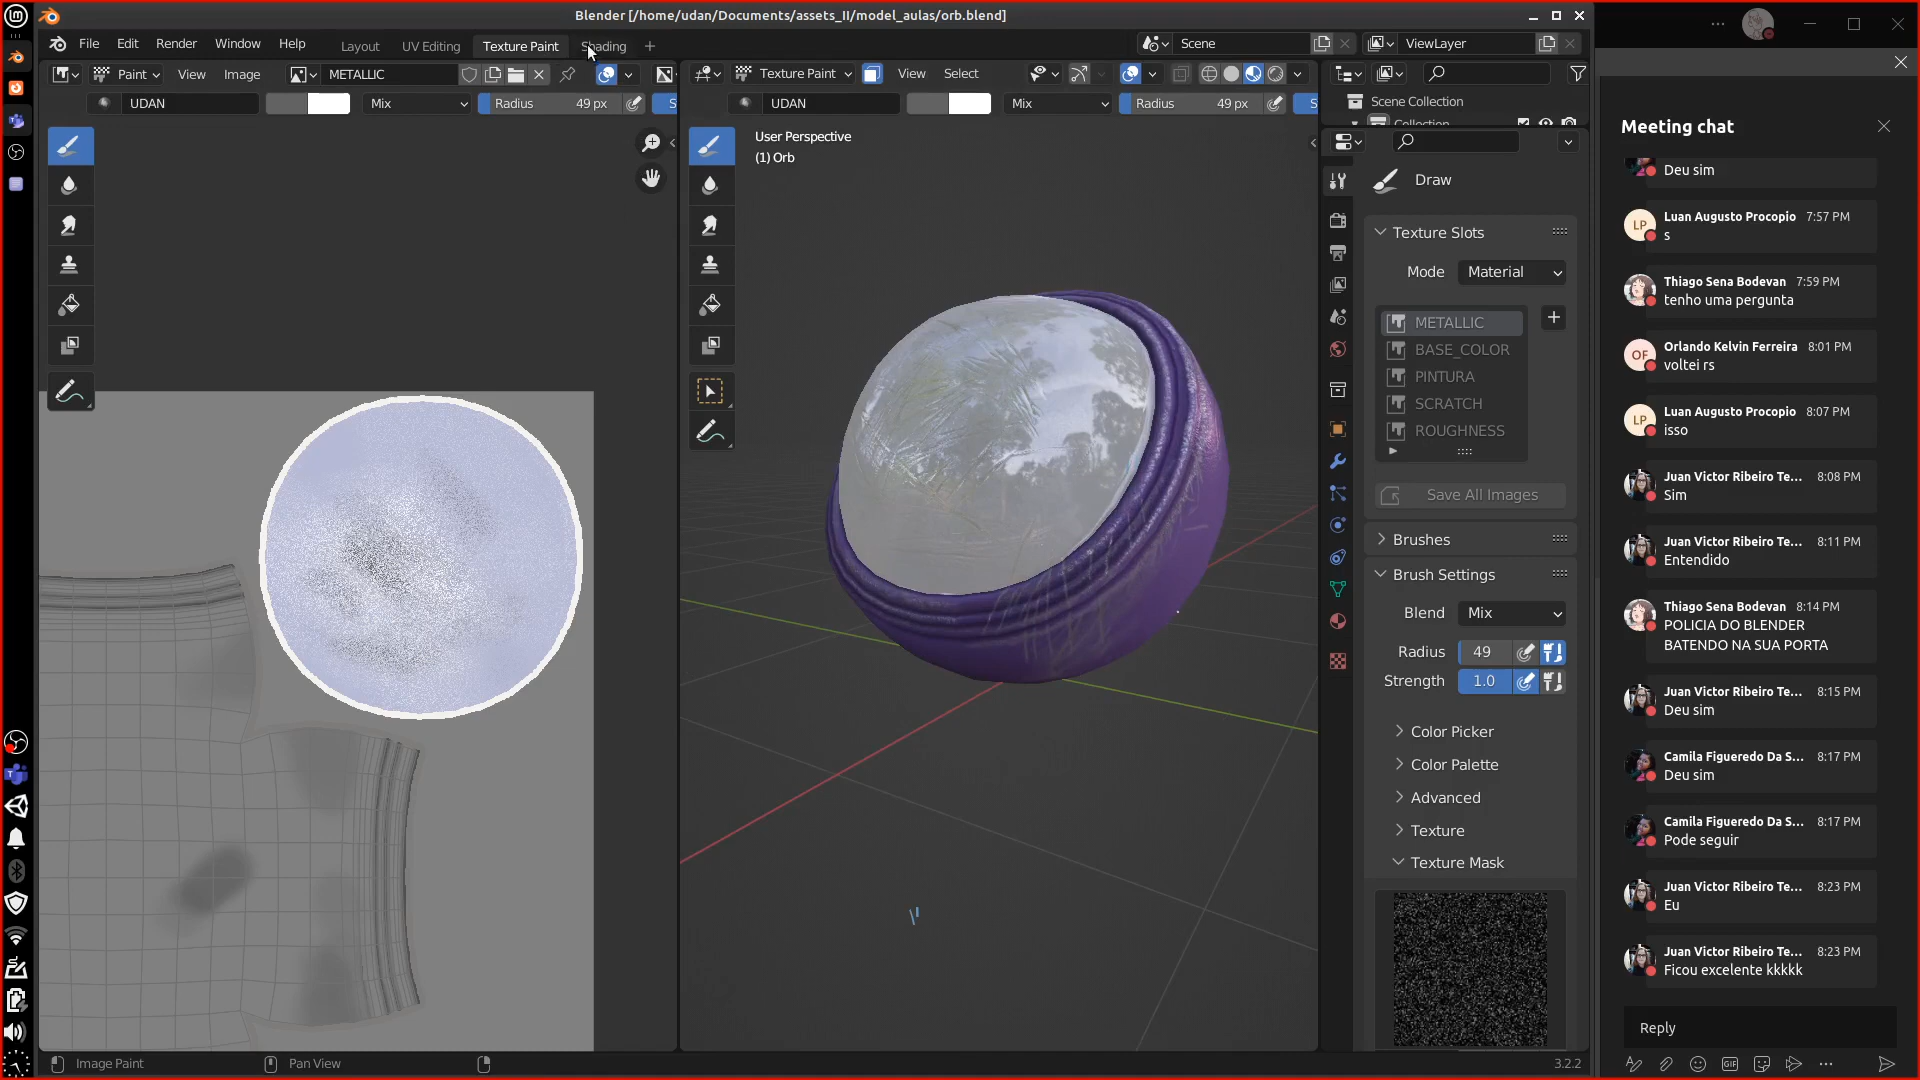 Blender [/home/udan/Documents/assets_II/model_aulas/orb.blend]
File Edit Render Window Help Layout UV Editing Texture Paint Shading +
Scene ViewLayer
Paint View Image METALLIC
Texture Paint View Select
UDAN Mix Radius 49 px S
UDAN Mix Radius 49 px S
Scene Collection
Collection
User Perspective
(1) Orb
Draw
Texture Slots
Mode Material
METALLIC
BASE_COLOR
PINTURA
SCRATCH
ROUGHNESS
Save All Images
Brushes
Brush Settings
Blend Mix
Radius 49
Strength 1.0
Color Picker
Color Palette
Advanced
Texture
Texture Mask
Image Paint Pan View 3.2.2
Meeting chat
Deu sim
LP Luan Augusto Procopio 7:57 PM
s
Thiago Sena Bodevan 7:59 PM
tenho uma pergunta
OF Orlando Kelvin Ferreira 8:01 PM
voltei rs
LP Luan Augusto Procopio 8:07 PM
isso
Juan Victor Ribeiro Te... 8:08 PM
Sim
Juan Victor Ribeiro Te... 8:11 PM
Entendido
Thiago Sena Bodevan 8:14 PM
POLICIA DO BLENDER
BATENDO NA SUA PORTA
Juan Victor Ribeiro Te... 8:15 PM
Deu sim
Camila Figueredo Da S... 8:17 PM
Deu sim
Camila Figueredo Da S... 8:17 PM
Pode seguir
Juan Victor Ribeiro Te... 8:23 PM
Eu
Juan Victor Ribeiro Te... 8:23 PM
Ficou excelente kkkkk
Reply
GIF